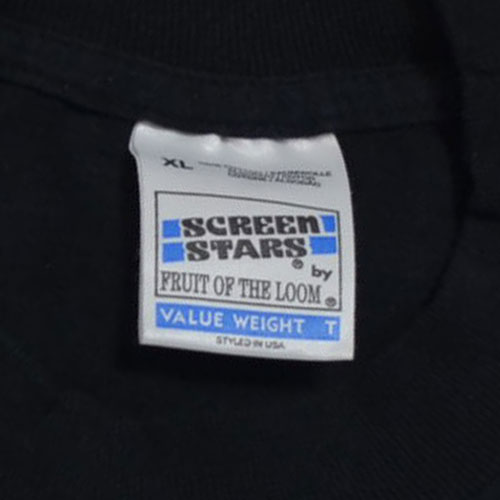 XL
SCREEN
STARS®
by
FRUIT OF THE LOOM®
VALUE WEIGHT T
STYLED IN USA